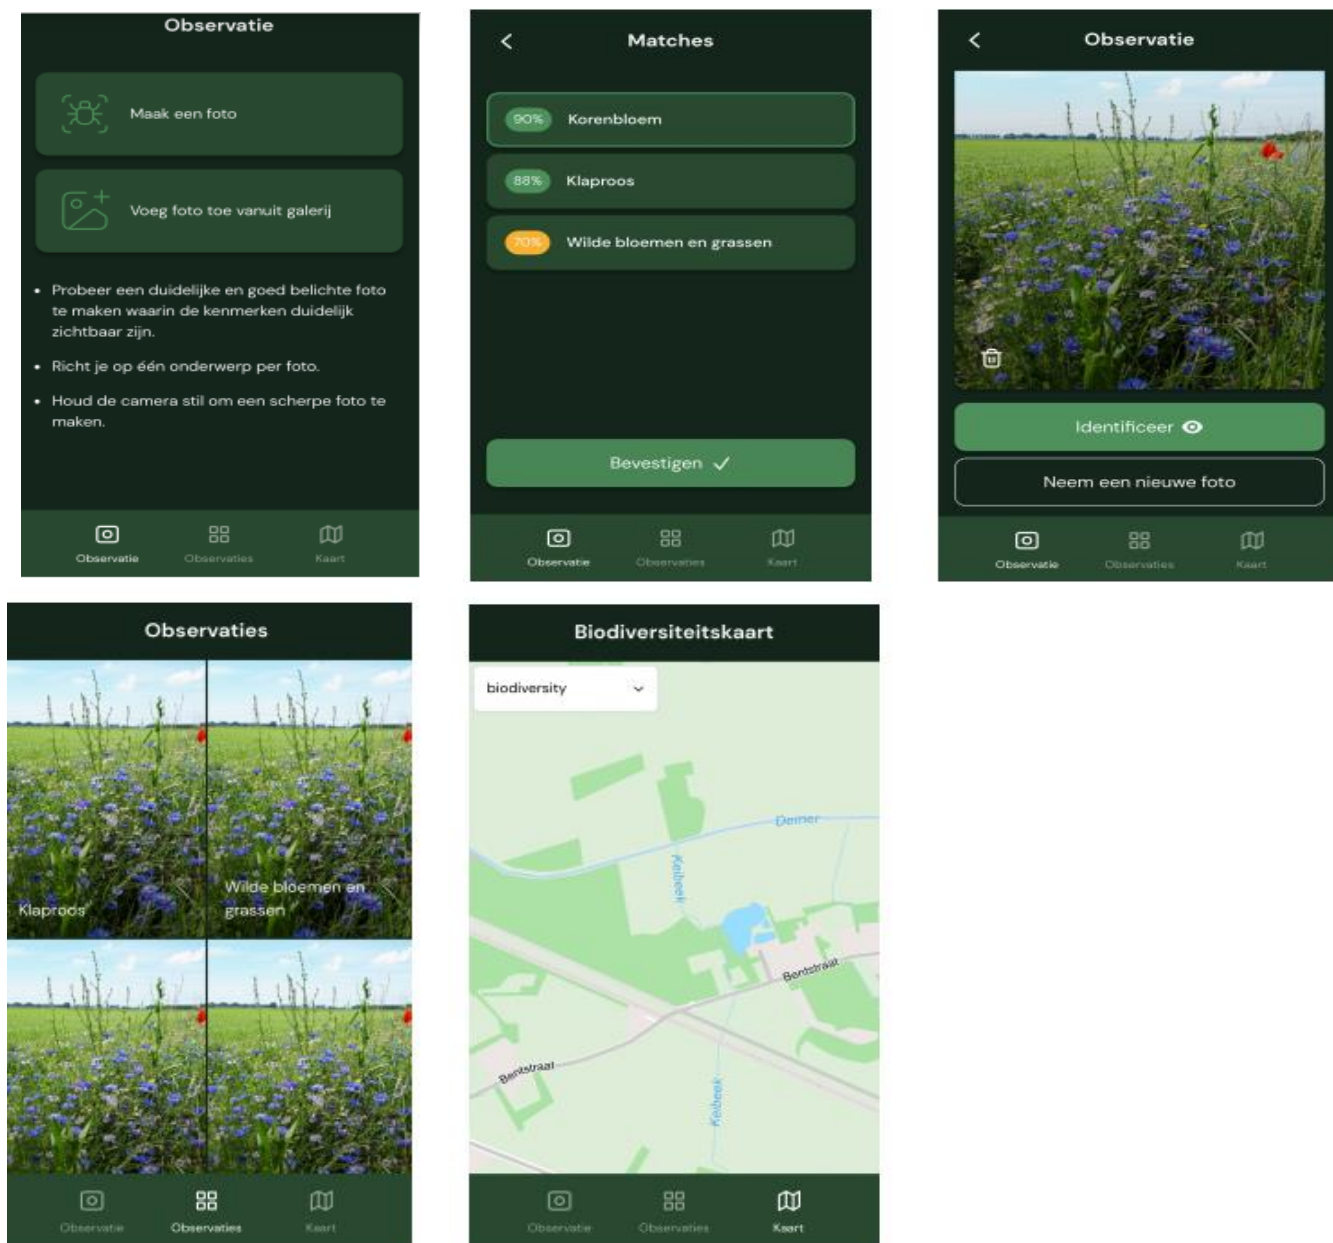 Observatie
Maak een foto
Voeg foto toe vanuit galerij
• Probeer een duidelijke en goed belichte foto
te maken waarin de kenmerken duidelijk
zichtbaar zijn.
• Richt je op één onderwerp per foto.
• Houd de camera stil om een scherpe foto te
maken.
Observatie Observaties Kaart
Matches
90% Korenbloem
88% Klaproos
70% Wilde bloemen en grassen
Bevestigen
Observatie Observaties Kaart
Observatie
Identificeer
Neem een nieuwe foto
Observatie Observaties Kaart
Observaties
Klaproos
Wilde bloemen en
grassen
Observatie Observaties Kaart
Biodiversiteitskaart
biodiversity
Demer
Keibeek
Bentstraat
Bentstraat
Keibeek
Observatie Observaties Kaart